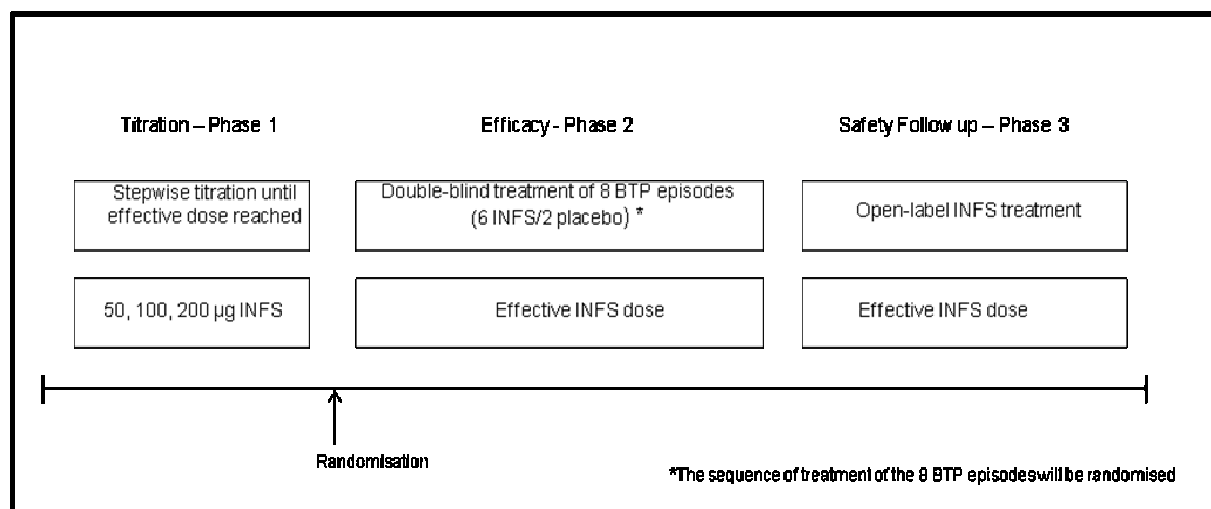 Titration – Phase 1
Efficacy - Phase 2
Safety Follow up – Phase 3
Stepwise titration until
effective dose reached
Double-blind treatment of 8 BTP episodes
(6 INFS/2 placebo) *
Open-label INFS treatment
50, 100, 200 µg INFS
Effective INFS dose
Effective INFS dose
Randomisation
*The sequence of treatment of the 8 BTP episodes will be randomised